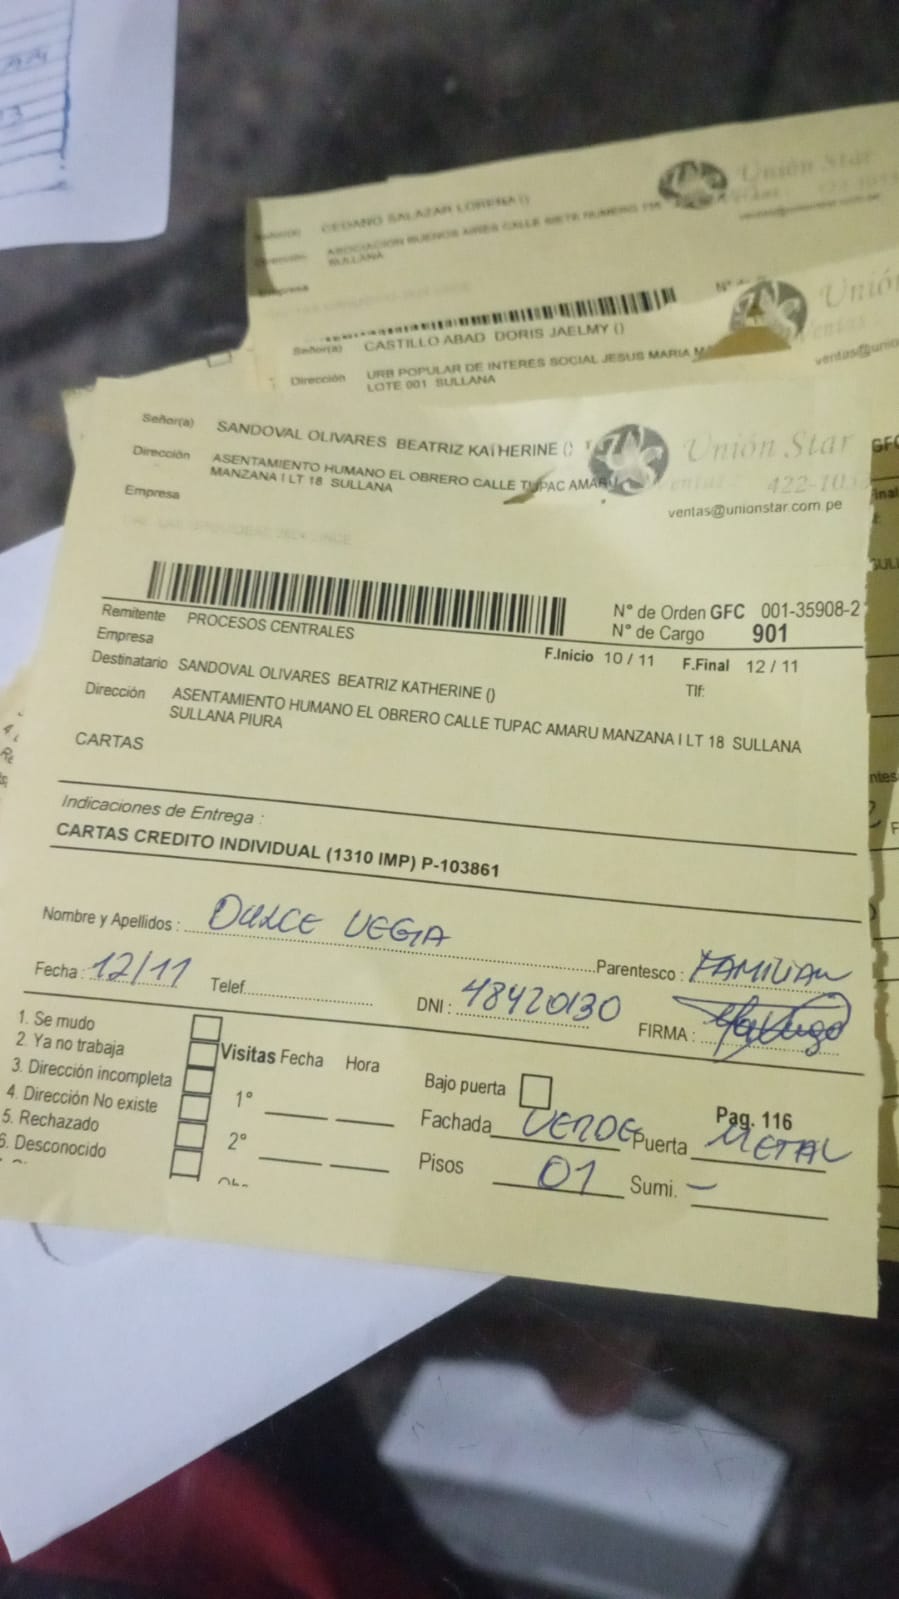 CEDANO SALAZAR LORENA ()
ASOCIACION BUENOS AIRES CALLE SIETE NUMERO
SULLANA
Unión Star
Señor(a) CASTILLO ABAD DORIS JAELMY ()
Dirección URB POPULAR DE INTERES SOCIAL JESUS MARIA
LOTE 001 SULLANA
Señor(a) SANDOVAL OLIVARES BEATRIZ KATHERINE ()
Dirección ASENTAMIENTO HUMANO EL OBRERO CALLE TUPAC AMARU
MANZANA I LT 18 SULLANA
Empresa
Unión Star
ventas@unionstar.com.pe
N° de Orden GFC 001-35908-2
N° de Cargo 901
Remitente PROCESOS CENTRALES
Empresa
F.Inicio 10 / 11 F.Final 12 / 11
Destinatario SANDOVAL OLIVARES BEATRIZ KATHERINE ()
Tlf:
Dirección ASENTAMIENTO HUMANO EL OBRERO CALLE TUPAC AMARU MANZANA I LT 18 SULLANA
SULLANA PIURA
CARTAS
Indicaciones de Entrega :
CARTAS CREDITO INDIVIDUAL (1310 IMP) P-103861
Nombre y Apellidos : DULCE VEGA
Parentesco : FAMILIAR
Fecha : 12/11 Telef. DNI : 48420130 FIRMA :
1. Se mudo
2. Ya no trabaja
3. Dirección incompleta
4. Dirección No existe
5. Rechazado
6. Desconocido
Visitas Fecha Hora
1°
2°
Bajo puerta
Pag. 116
Fachada VERDE Puerta METAL
Pisos 01 Sumi. –